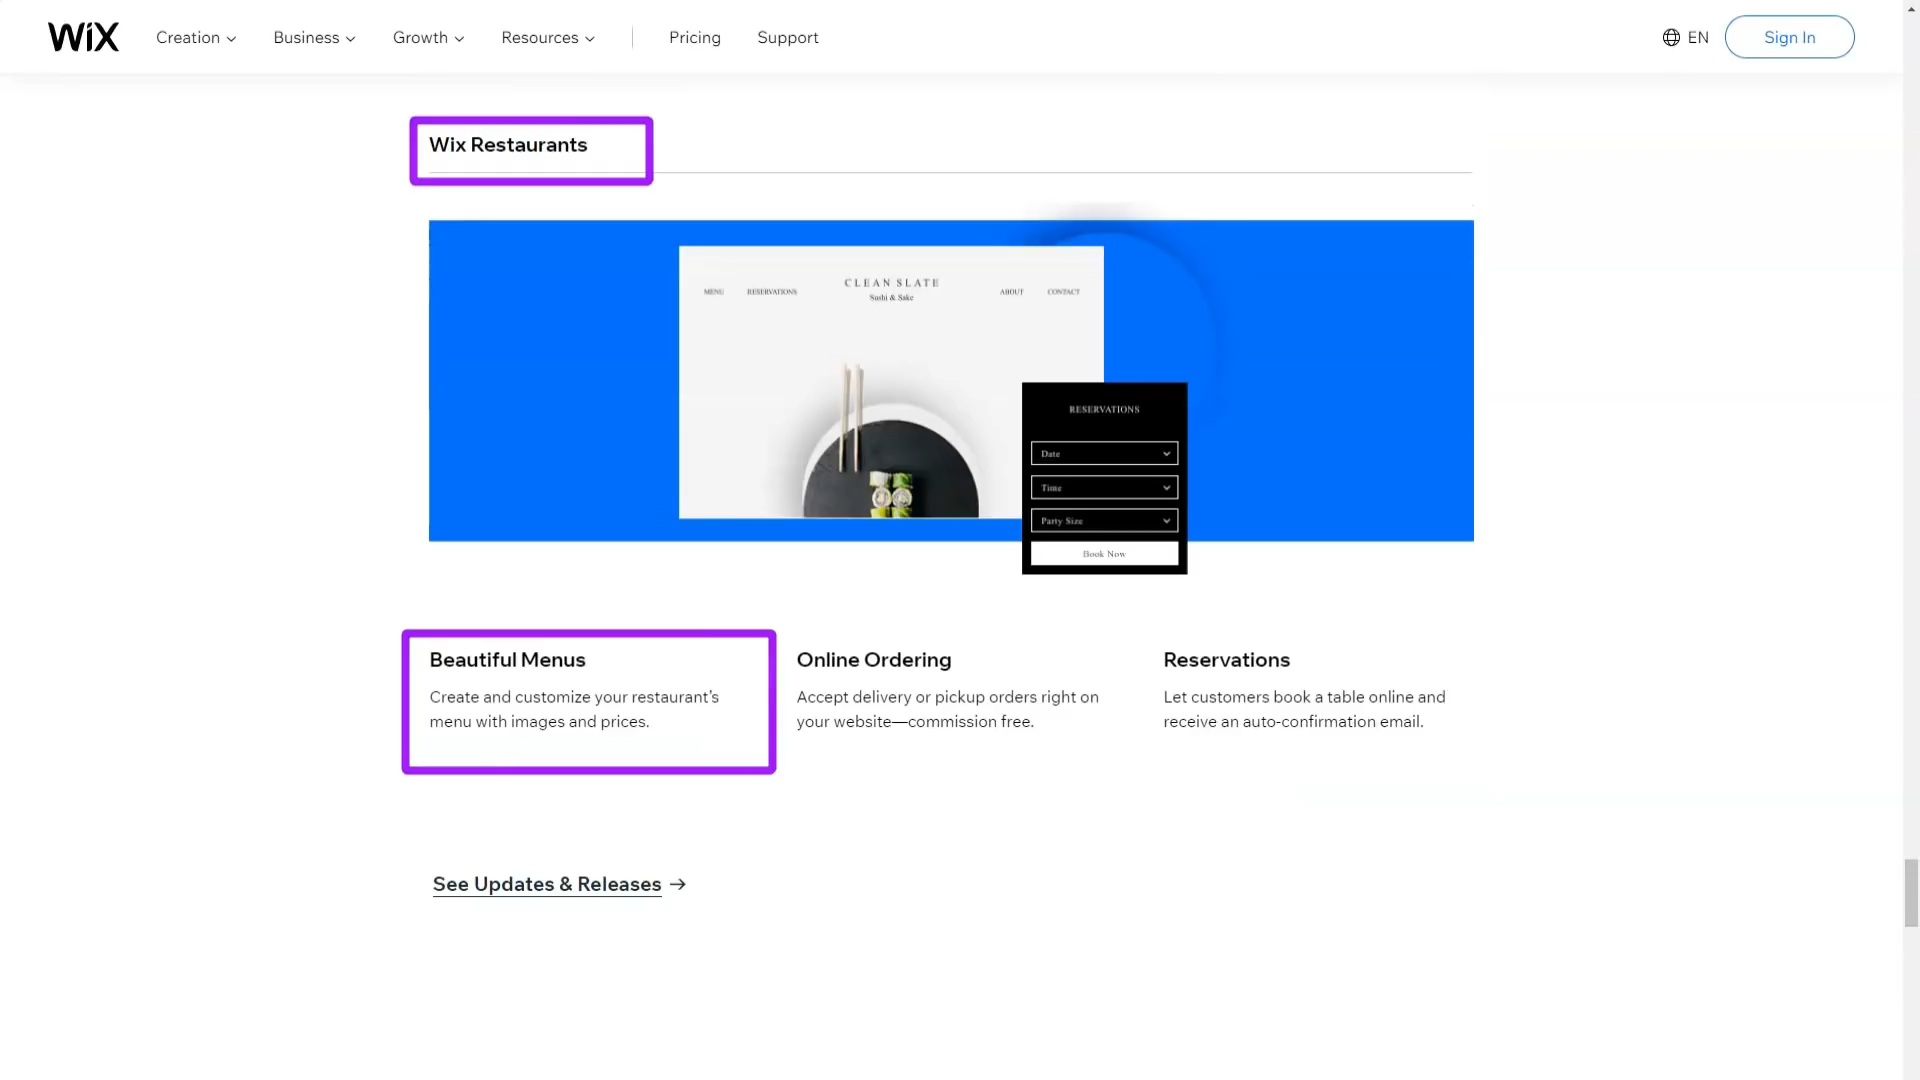 WiX
Creation
Business
Growth
Resources
Pricing
Support
EN
Sign In
Wix Restaurants
CLEAN SLATE
Sushi & Sake
MENU
RESERVATIONS
ABOUT
CONTACT
RESERVATIONS
Date
Time
Party Size
Book Now
Beautiful Menus
Create and customize your restaurant's
menu with images and prices.
Online Ordering
Accept delivery or pickup orders right on
your website—commission free.
Reservations
Let customers book a table online and
receive an auto-confirmation email.
See Updates & Releases →